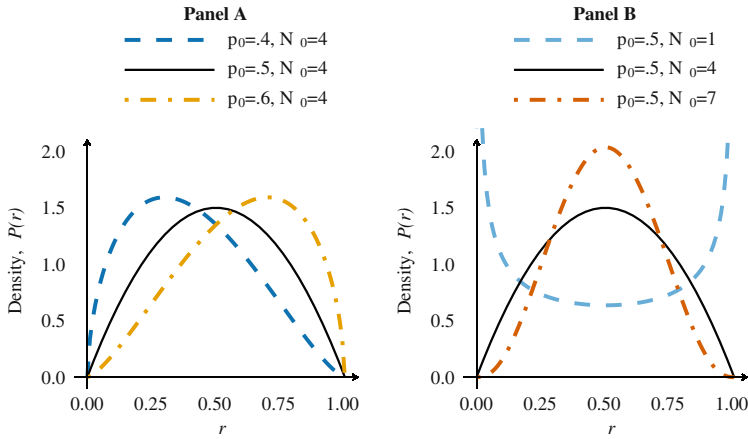 Panel A
p₀=.4, N ₀=4
p₀=.5, N ₀=4
p₀=.6, N ₀=4
Density, P(r)
2.0
1.5
1.0
0.5
0.0
0.00 0.25 0.50 0.75 1.00
r
Panel B
p₀=.5, N ₀=1
p₀=.5, N ₀=4
p₀=.5, N ₀=7
Density, P(r)
2.0
1.5
1.0
0.5
0.0
0.00 0.25 0.50 0.75 1.00
r